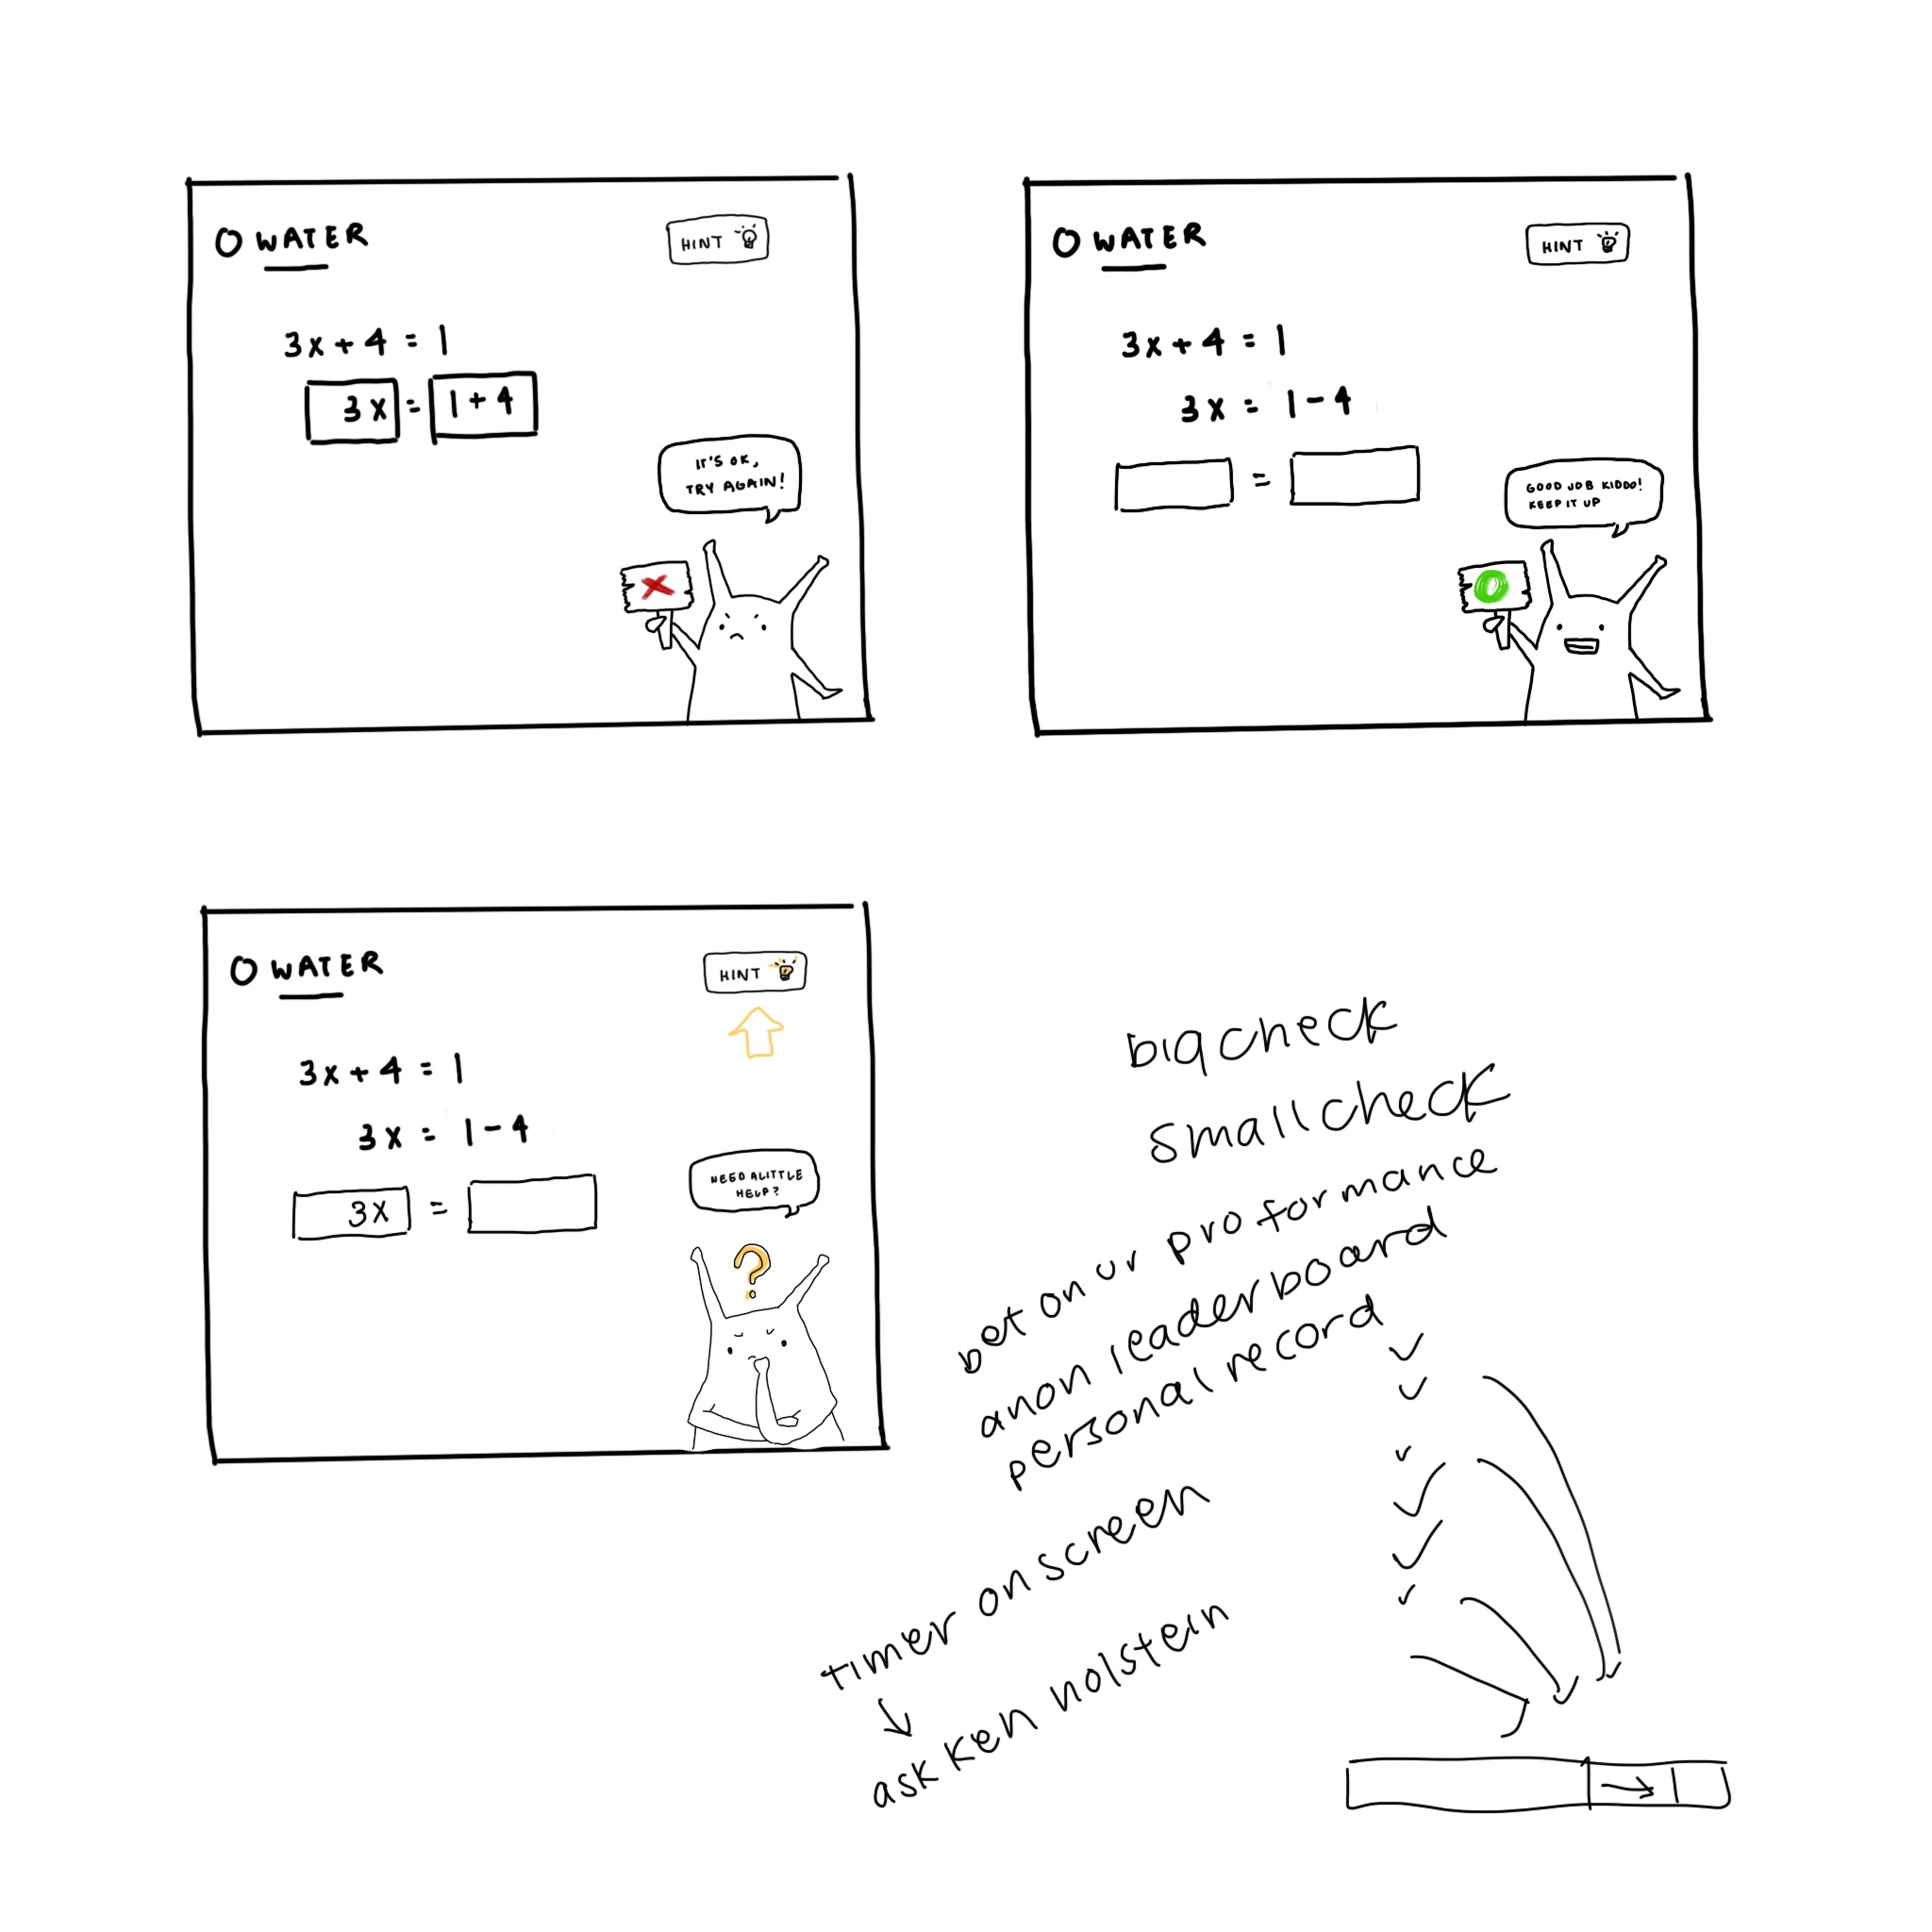 O WATER
HINT
3x + 4 = 1
3x = 1 + 4
IT'S OK,
TRY AGAIN!
O WATER
HINT
3x + 4 = 1
3x = 1 - 4
=
GOOD JOB KIDDO!
KEEP IT UP
O WATER
HINT
3x + 4 = 1
3x = 1 - 4
3x =
NEED A LITTLE
HELP?
?
big check
small check
bet on ur proformance
anon leaderboard
personal record
timer on screen
ask ken holstein